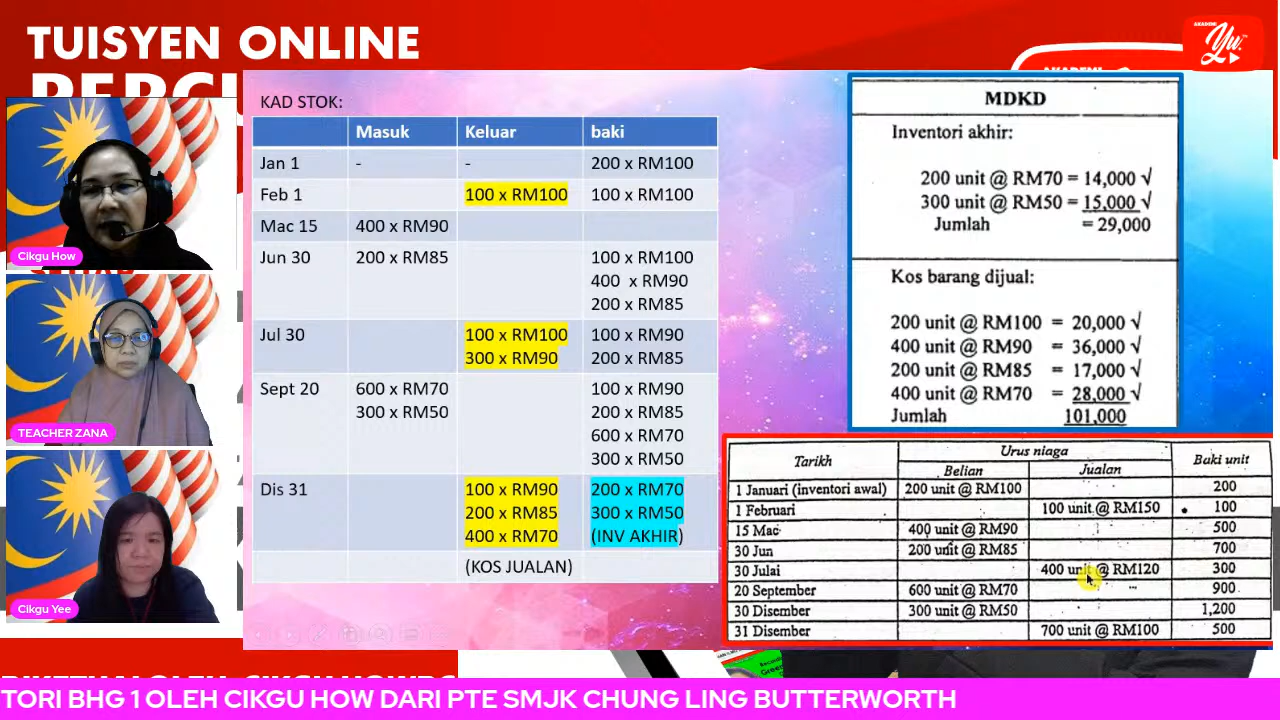 TUISYEN ONLINE
AKADEMI
Yu
KAD STOK:
Masuk Keluar baki
Jan 1 - - 200 x RM100
Feb 1 100 x RM100 100 x RM100
Mac 15 400 x RM90
Jun 30 200 x RM85 100 x RM100
400 x RM90
200 x RM85
Jul 30 100 x RM100 100 x RM90
300 x RM90 200 x RM85
Sept 20 600 x RM70 100 x RM90
300 x RM50 200 x RM85
600 x RM70
300 x RM50
Dis 31 100 x RM90 200 x RM70
200 x RM85 300 x RM50
400 x RM70 (INV AKHIR)
(KOS JUALAN)
MDKD
Inventori akhir:
200 unit @ RM70 = 14,000 √
300 unit @ RM50 = 15,000 √
Jumlah = 29,000
Kos barang dijual:
200 unit @ RM100 = 20,000 √
400 unit @ RM90 = 36,000 √
200 unit @ RM85 = 17,000 √
400 unit @ RM70 = 28,000 √
Jumlah 101,000
Tarikh Urus niaga Baki unit
Belian Jualan
1 Januari (inventori awal) 200 unit @ RM100 200
1 Februari 100 unit @ RM150 100
15 Mac 400 unit @ RM90 500
30 Jun 200 unit @ RM85 700
30 Julai 400 unit @ RM120 300
20 September 600 unit @ RM70 900
30 Disember 300 unit @ RM50 1,200
31 Disember 700 unit @ RM100 500
Cikgu How
TEACHER ZANA
Cikgu Yee
TORI BHG 1 OLEH CIKGU HOW DARI PTE SMJK CHUNG LING BUTTERWORTH